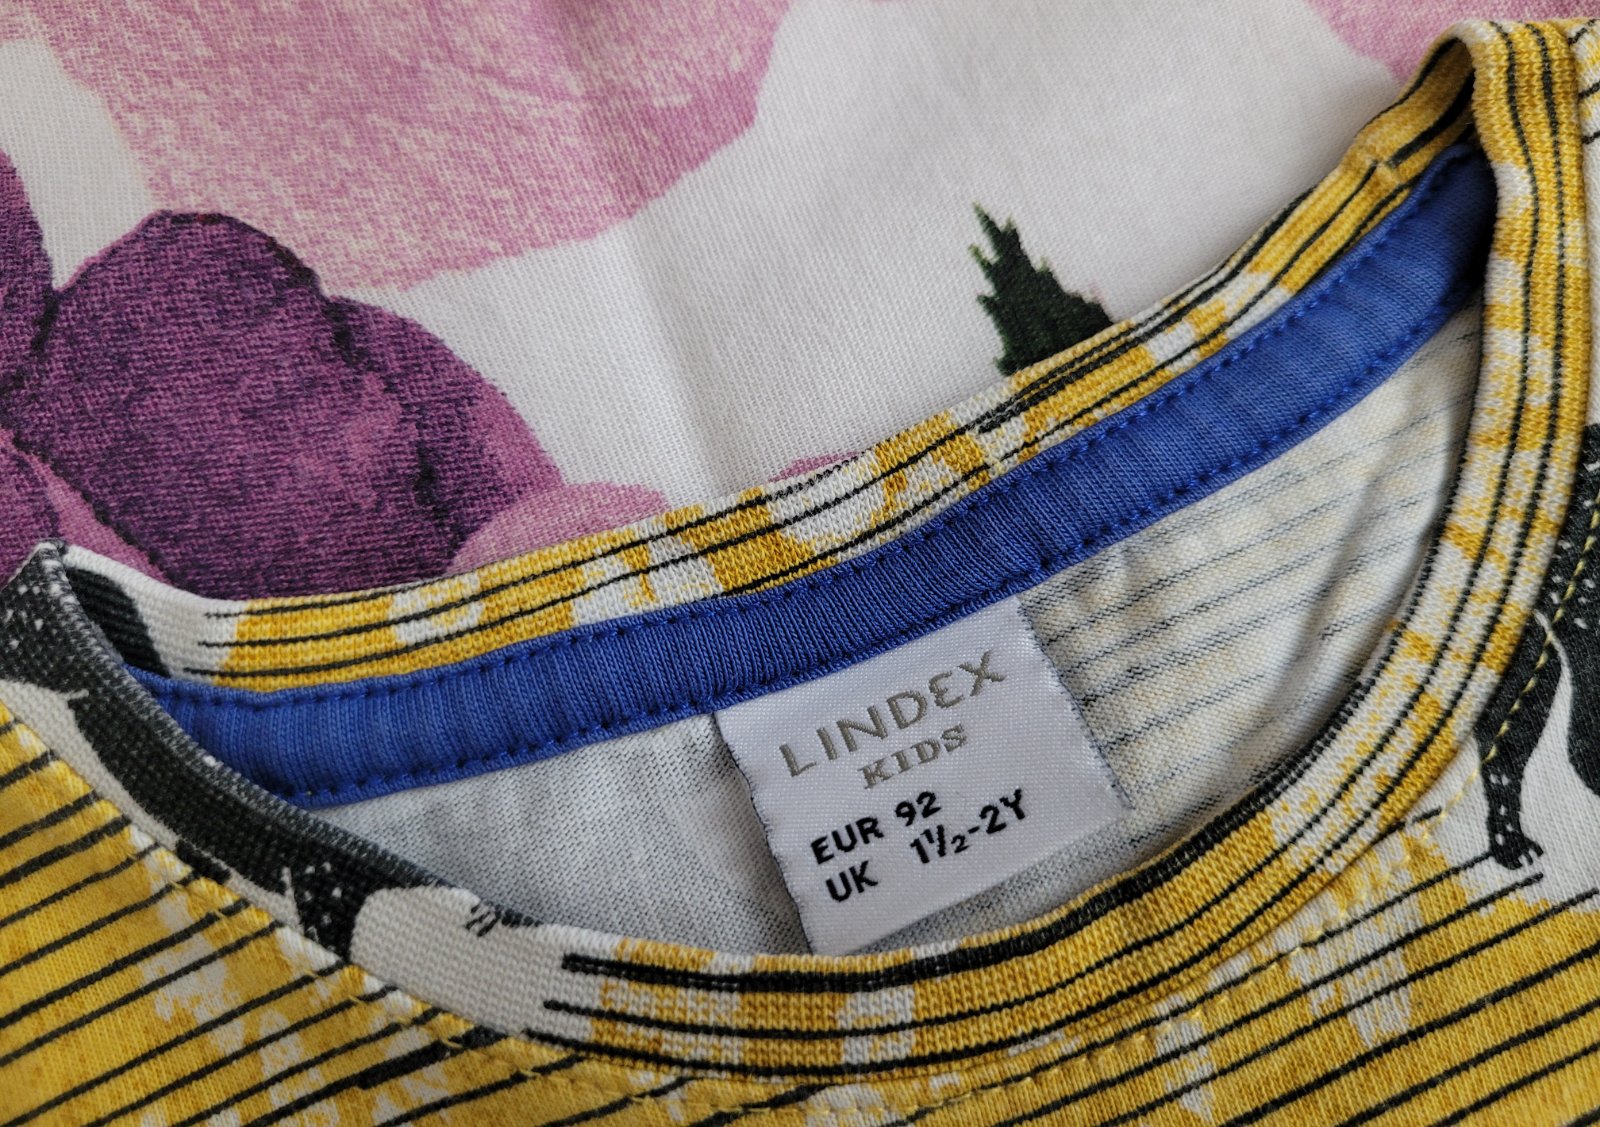 LINDEX
KIDS
EUR 92
UK 1½-2Y